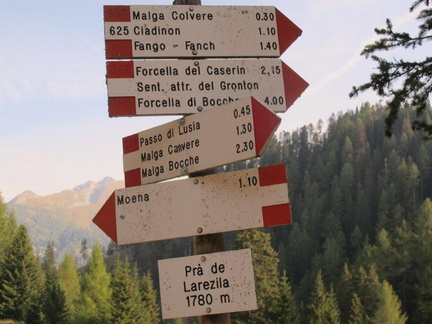 Malga Colvere 0.30
625 Ciadinon 1.10
Fango - Fanch 1.40
Forcella del Caserin 2,15
Sent. attr. del Gronton
Forcella di Bocche 4.00
Passo di Lusia 0.45
Malga Canvere 1.30
Malga Bocche 2.30
Moena 1.10
Prà de
Larezila
1780 m.